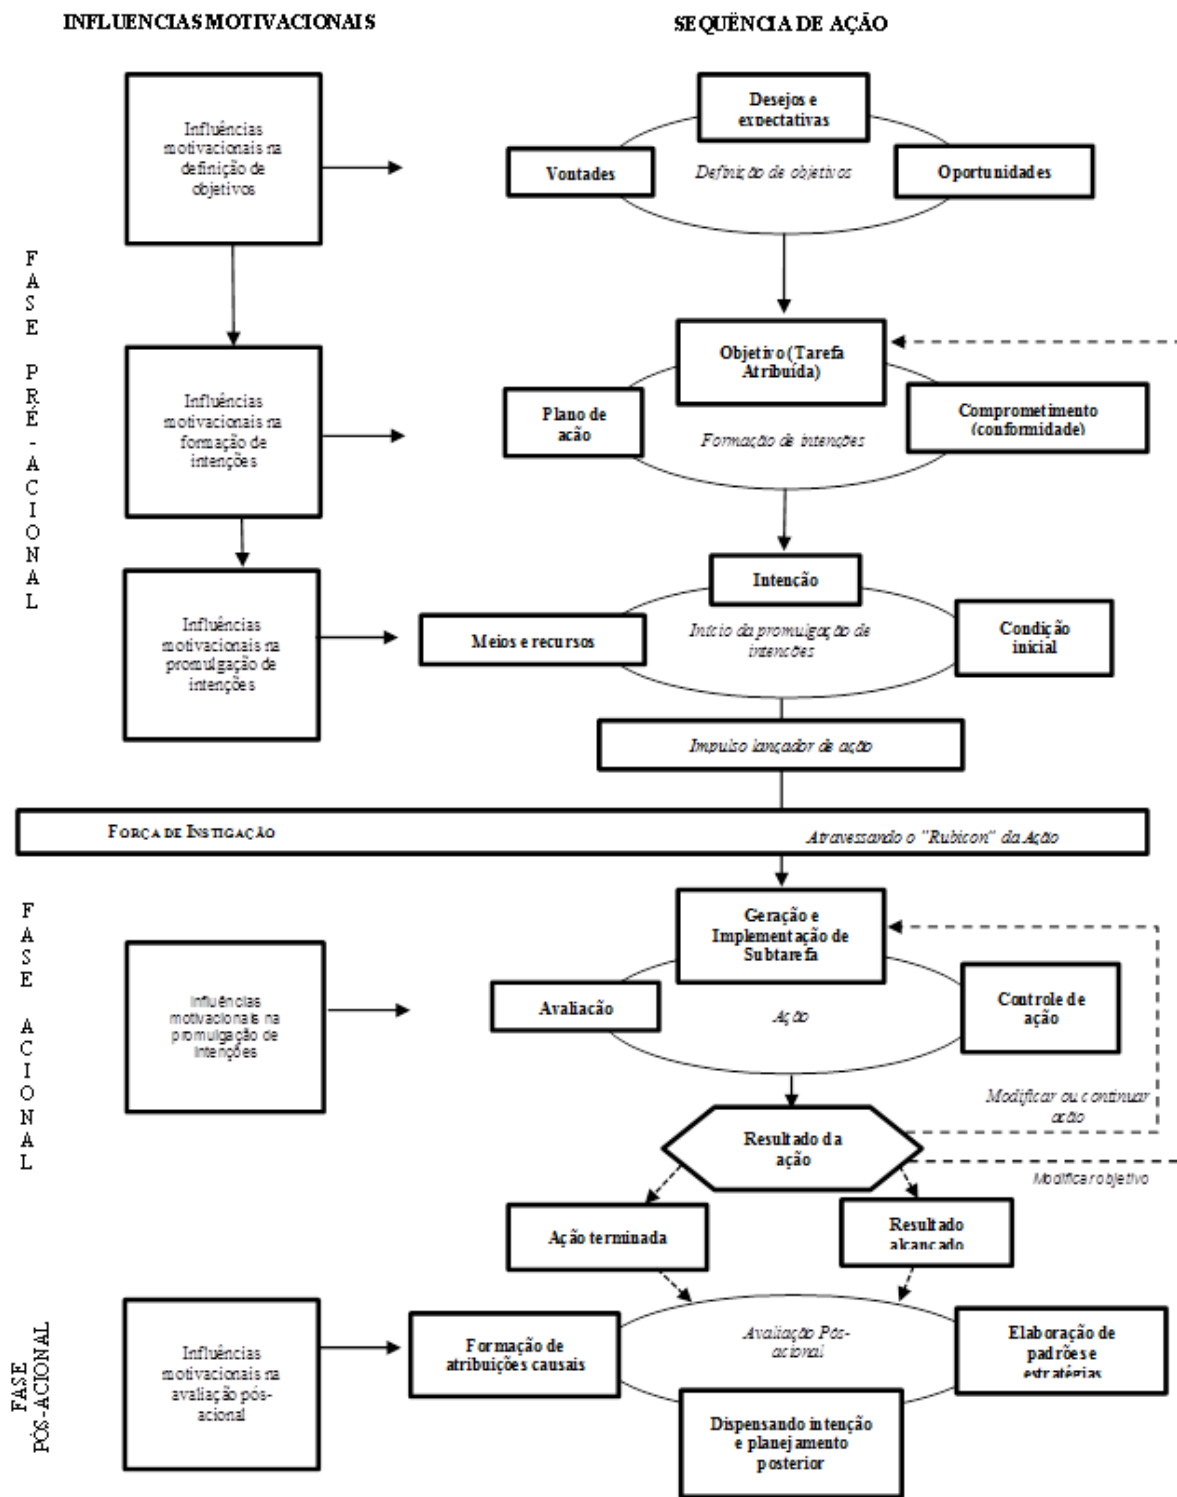 INFLUENCIAS MOTIVACIONAIS
SEQUÊNCIA DE AÇÃO
FASE PRÉ-ACIONAL
Influências
motivacionais na
definição de
objetivos
Desejos e
expectativas
Vontades
Definição de objetivos
Oportunidades
Influências
motivacionais na
formação de
intenções
Objetivo (Tarefa
Atribuída)
Plano de
acão
Formação de intenções
Comprometimento
(conformidade)
Influências
motivacionais na
promulgação de
intenções
Intenção
Meios e recursos
Início da promulgação de
intenções
Condição
inicial
Impulso lançador de ação
FORÇA DE INSTIGAÇÃO
Atravessando o "Rubicon" da Ação
FASE ACIONAL
Influências
motivacionais na
promulgação de
intenções
Geração e
Implementação de
Subtarefa
Avaliacão
Ação
Controle de
ação
Modificar ou continuar
ação
Resultado da
ação
Modificar objetivo
Ação terminada
Resultado
alcançado
FASE
PÓS-ACIONAL
Influências
motivacionais na
avaliação pós-
acional
Formação de
atribuições causais
Avaliação Pós-
acional
Elaboração de
padrões e
estratégias
Dispensando intenção
e planejamento
posterior